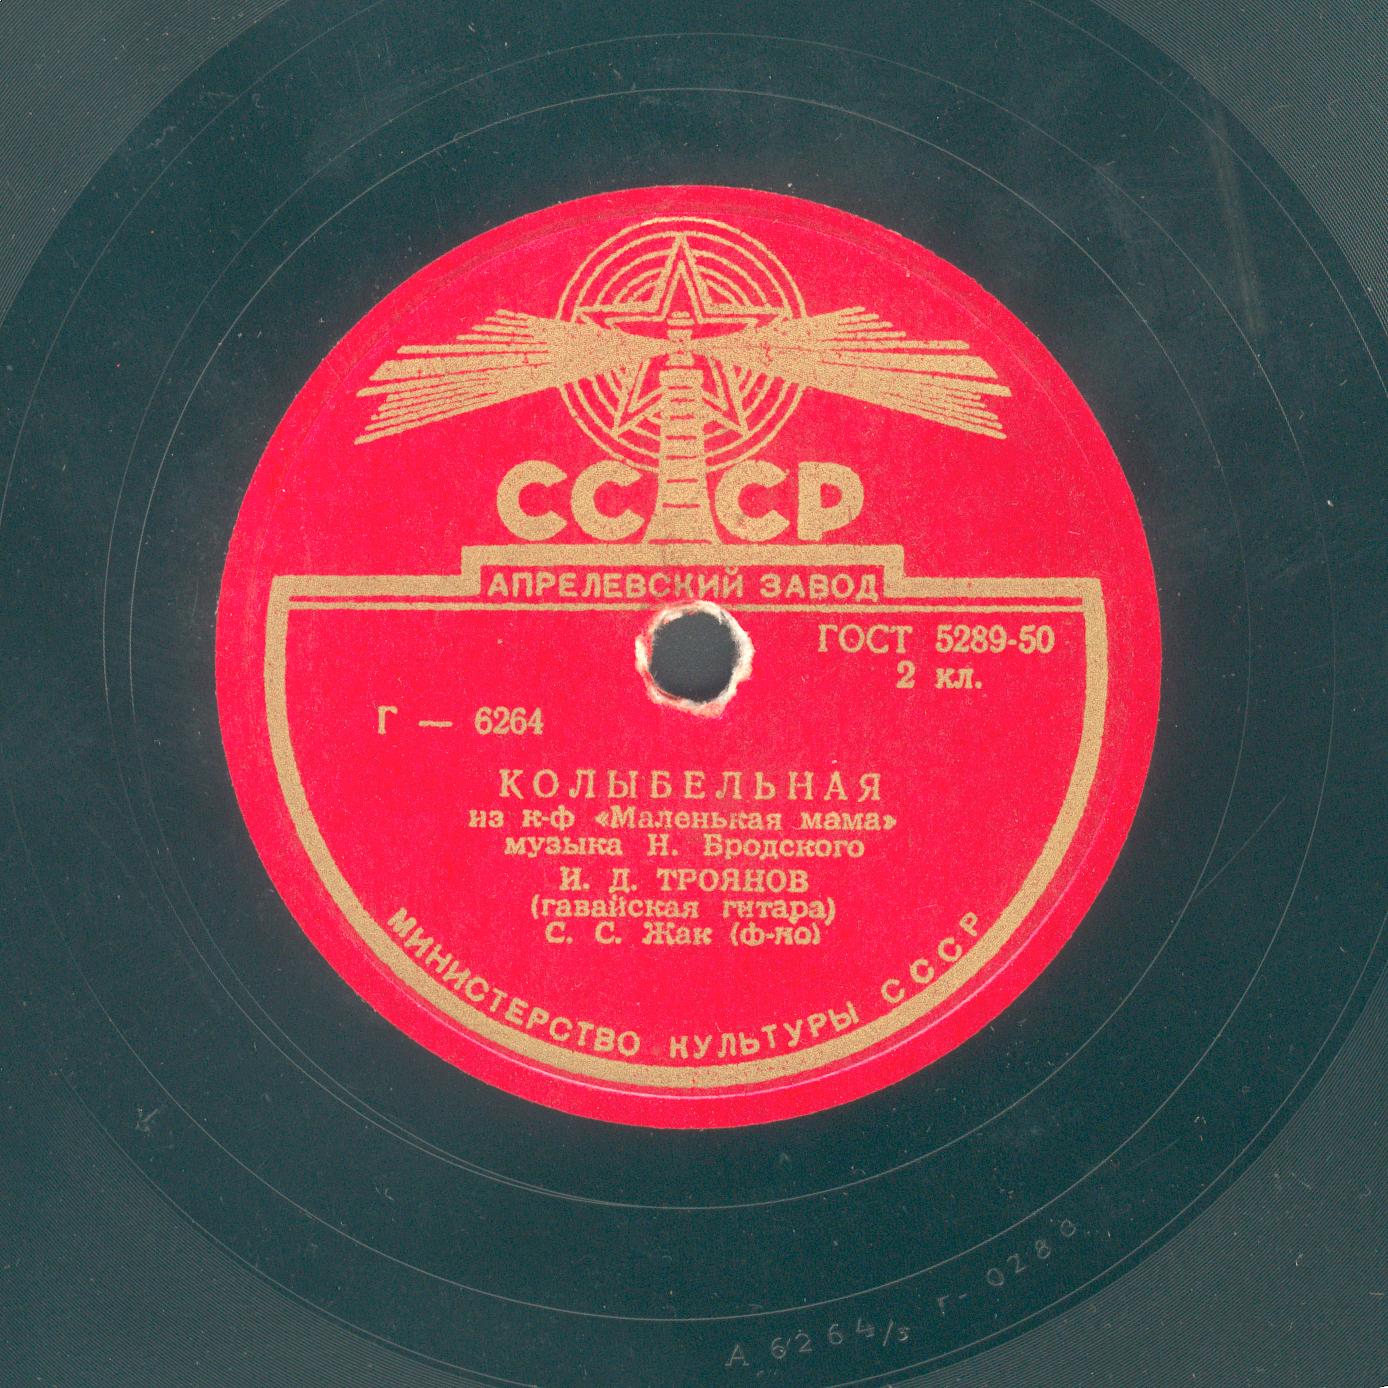 СССР
АПРЕЛЕВСКИЙ ЗАВОД
ГОСТ 5289-50
2 кл.
Г — 6264
КОЛЫБЕЛЬНАЯ
из к-ф «Маленькая мама»
музыка Н. Бродского
И. Д. ТРОЯНОВ
(гавайская гитара)
С. С. Жак (ф-но)
МИНИСТЕРСТВО КУЛЬТУРЫ СССР
А 6264/3